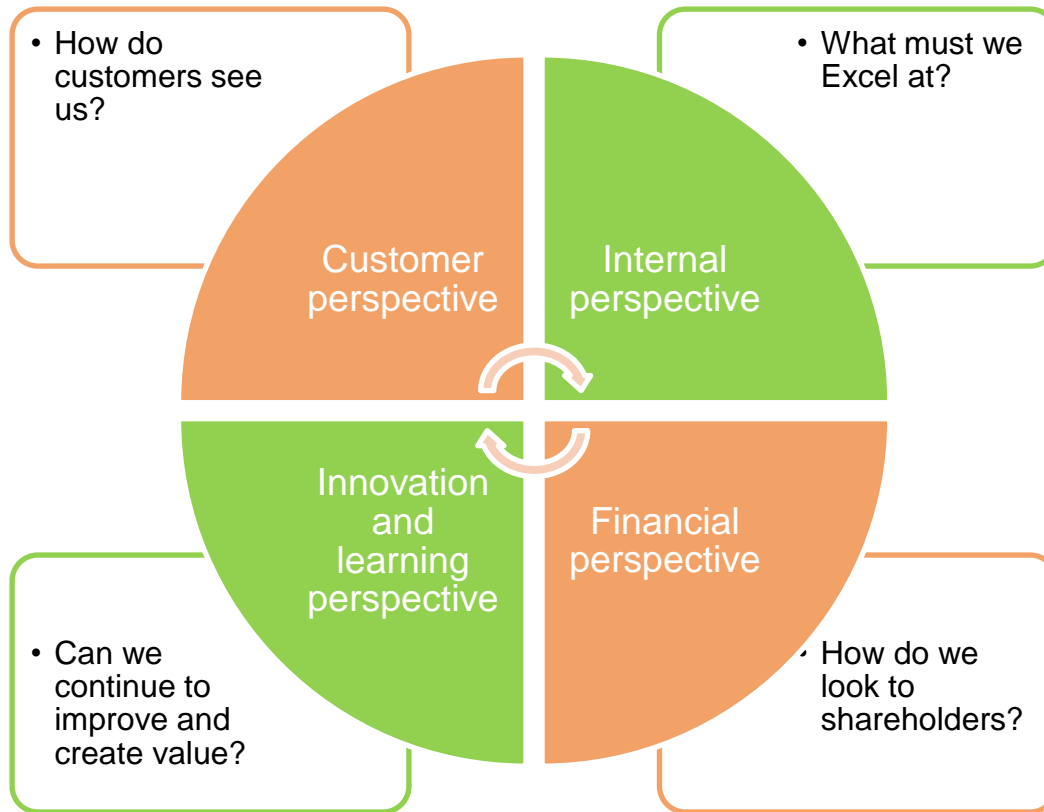 • How do
customers see
us?
• What must we
Excel at?
Customer
perspective
Internal
perspective
Innovation
and
learning
perspective
Financial
perspective
• Can we
continue to
improve and
create value?
• How do we
look to
shareholders?